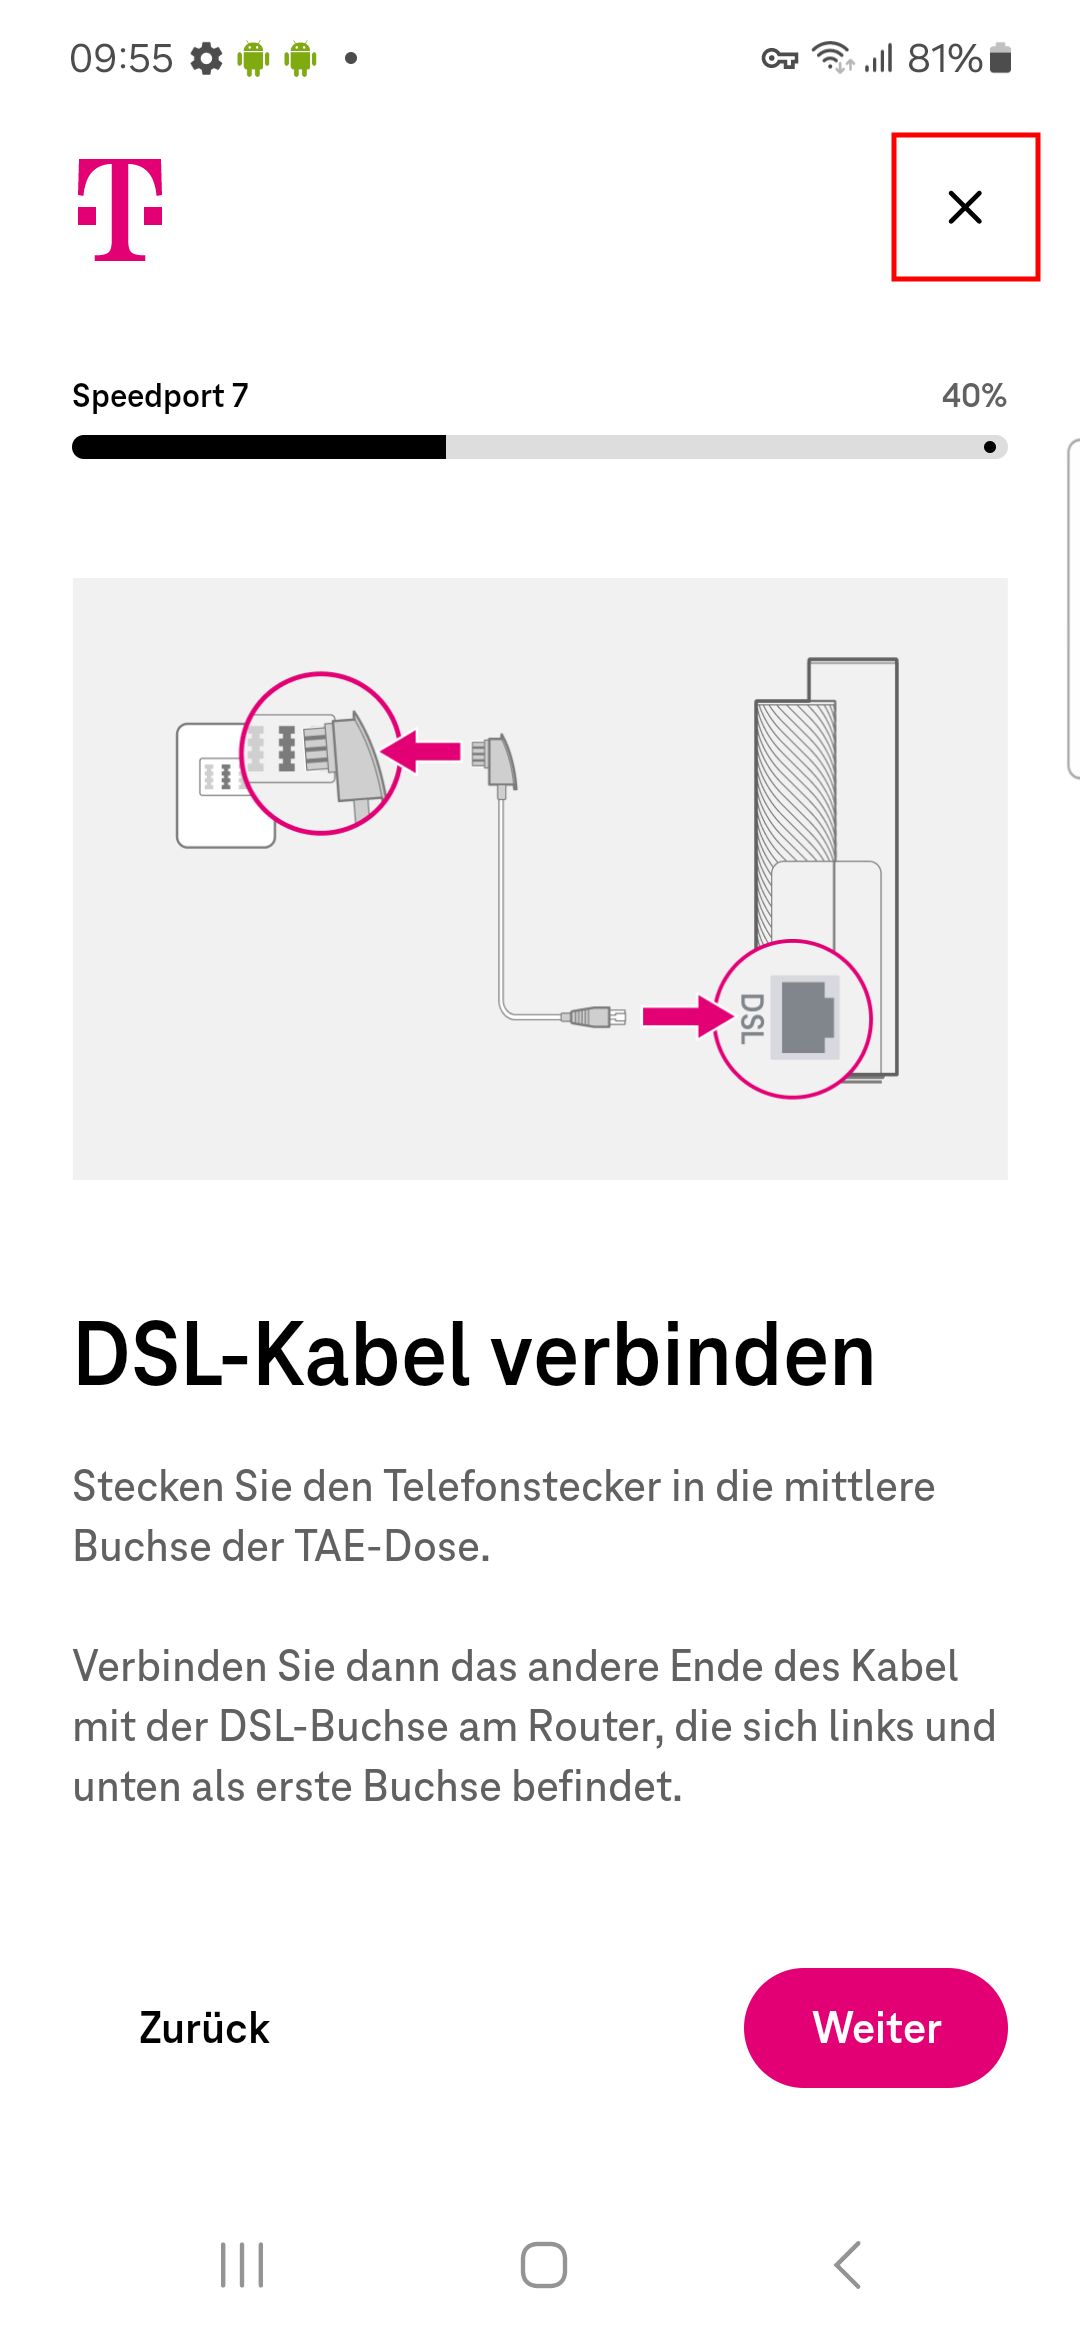 09:55
81%
Speedport 7
40%
DSL
DSL-Kabel verbinden
Stecken Sie den Telefonstecker in die mittlere
Buchse der TAE-Dose.
Verbinden Sie dann das andere Ende des Kabel
mit der DSL-Buchse am Router, die sich links und
unten als erste Buchse befindet.
Zurück
Weiter